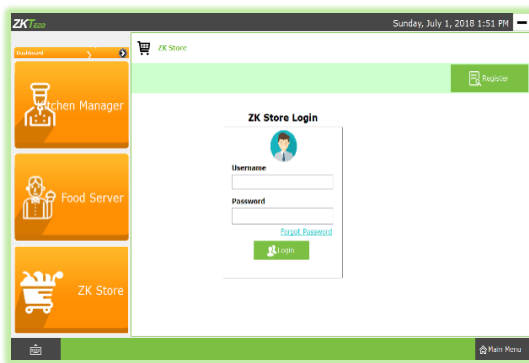 ZKTECO
Sunday, July 1, 2018 1:51 PM
Dashboard
ZK Store
Register
Kitchen Manager
Food Server
ZK Store
ZK Store Login
Username
Password
Forgot Password
Login
Main Menu